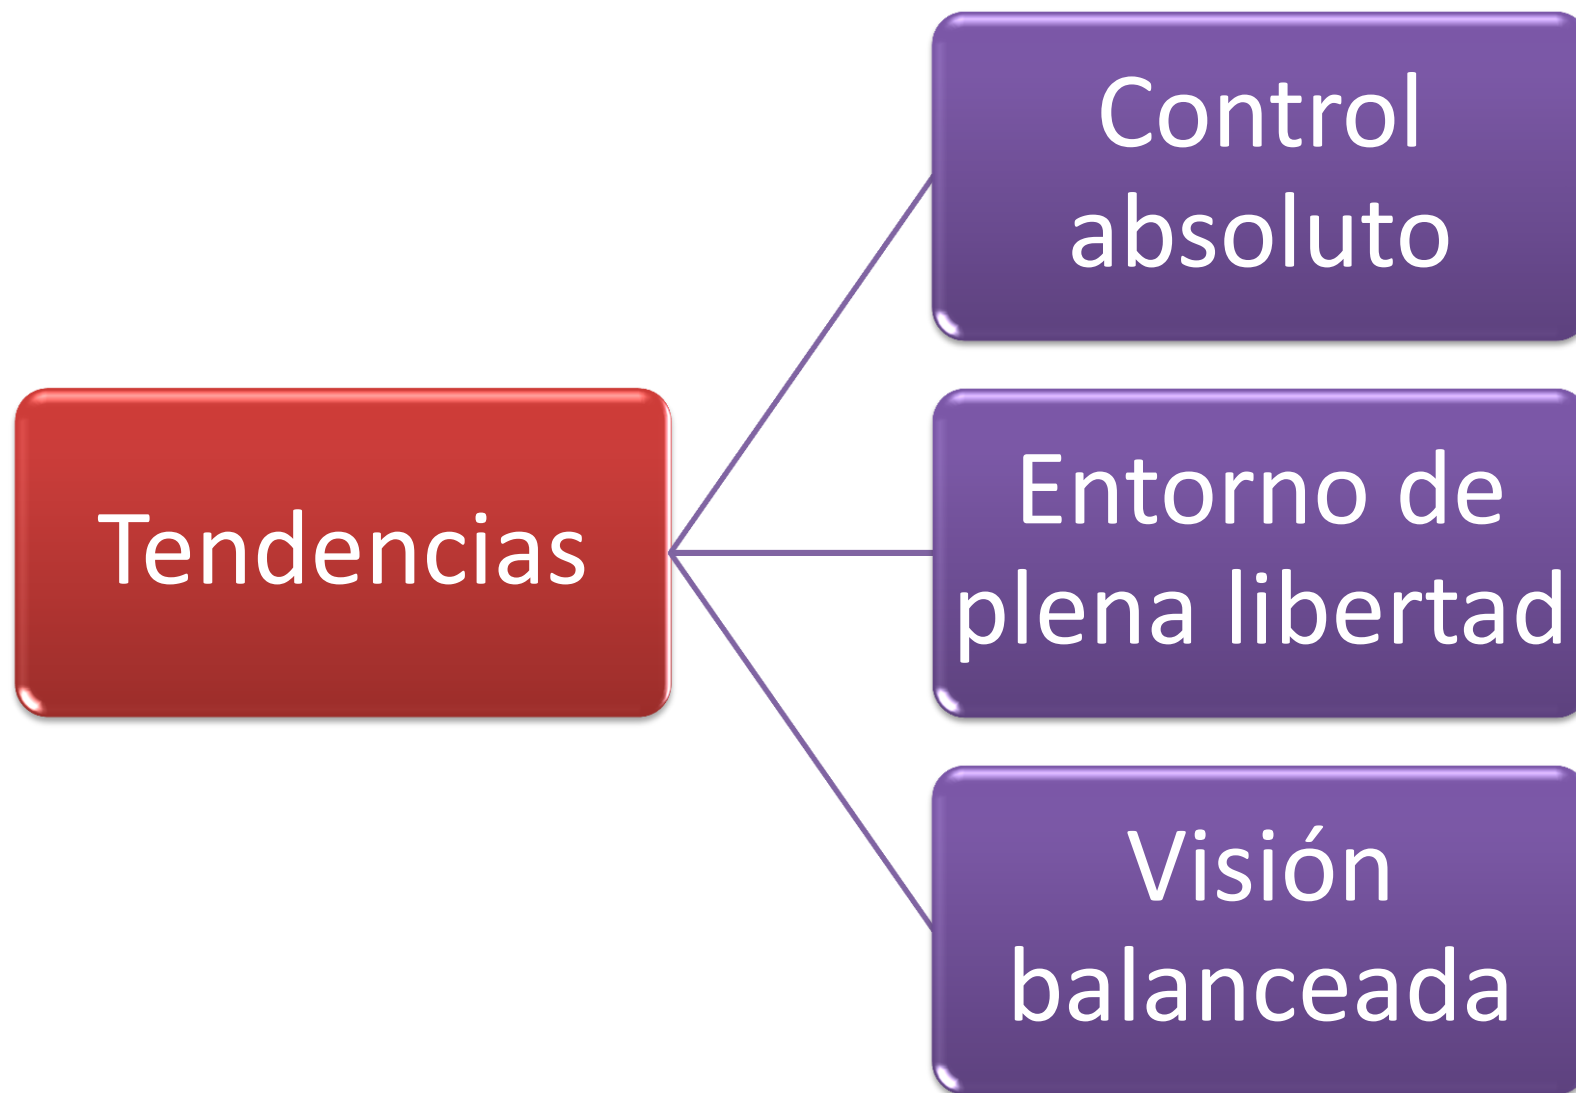 Control
absoluto
Tendencias
Entorno de
plena libertad
Visión
balanceada